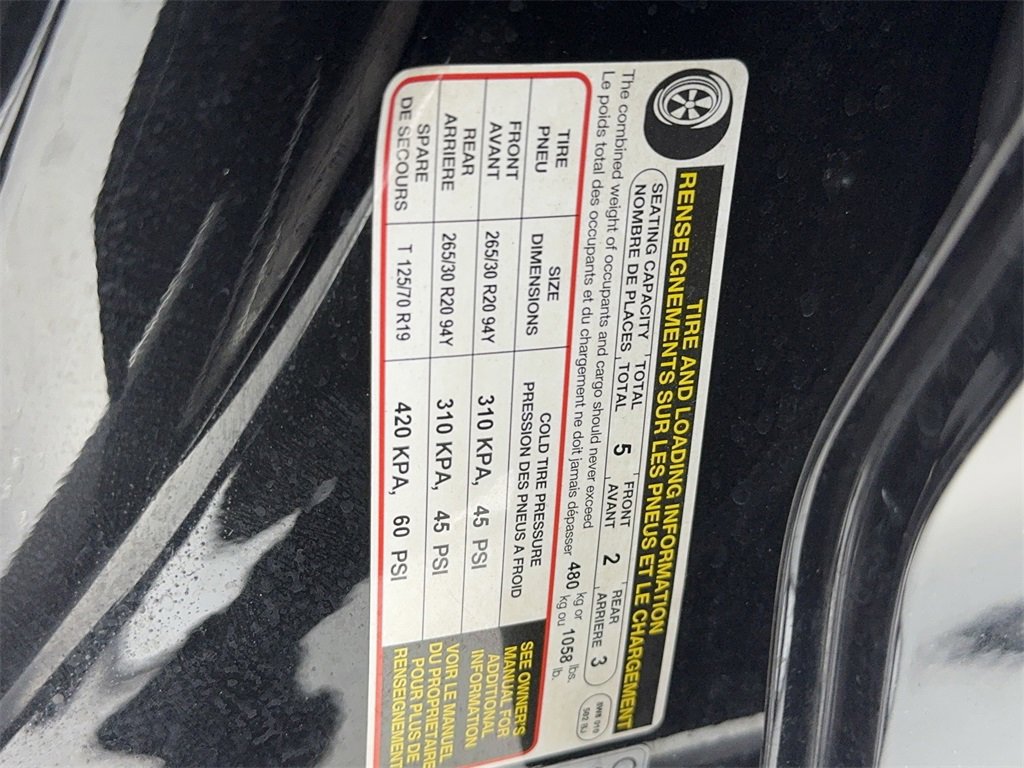 TIRE AND LOADING INFORMATION
RENSEIGNEMENTS SUR LES PNEUS ET LE CHARGEMENT
SEATING CAPACITY TOTAL 5 FRONT 2 REAR 3
NOMBRE DE PLACES TOTAL AVANT ARRIERE
The combined weight of occupants and cargo should never exceed 480 kg or 1058 lbs.
Le poids total des occupants et du chargement ne doit jamais dépasser kg ou lb.
TIRE SIZE COLD TIRE PRESSURE
PNEU DIMENSIONS PRESSION DES PNEUS A FROID
FRONT
AVANT 265/30 R20 94Y 310 KPA, 45 PSI
REAR
ARRIERE 265/30 R20 94Y 310 KPA, 45 PSI
SPARE
DE SECOURS T 125/70 R19 420 KPA, 60 PSI
SEE OWNER'S
MANUAL FOR
ADDITIONAL
INFORMATION
VOIR LE MANUEL
DU PROPRIETAIRE
POUR PLUS DE
RENSEIGNEMENT